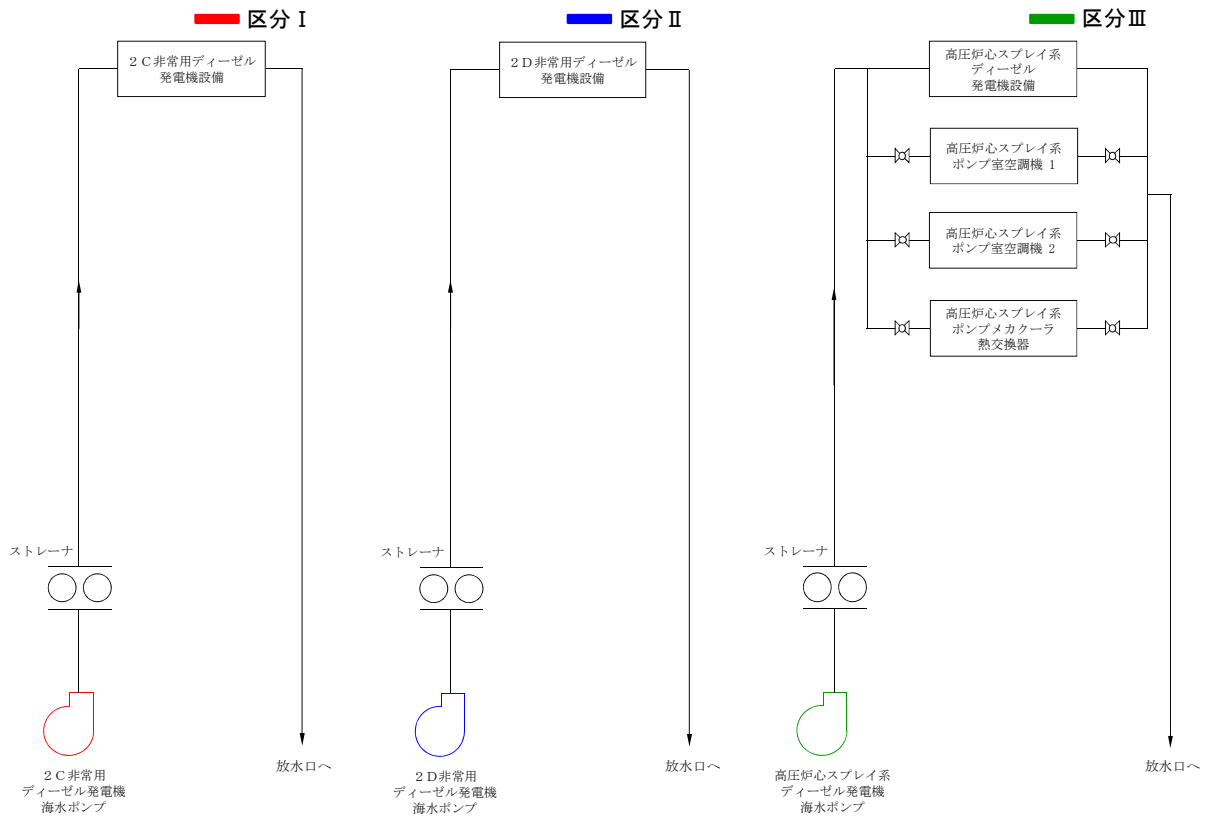 区分Ⅰ
2C非常用ディーゼル
発電機設備
ストレーナ
2C非常用
ディーゼル発電機
海水ポンプ
放水口へ
区分Ⅱ
2D非常用ディーゼル
発電機設備
ストレーナ
2D非常用
ディーゼル発電機
海水ポンプ
放水口へ
区分Ⅲ
高圧炉心スプレイ系
ディーゼル
発電機設備
高圧炉心スプレイ系
ポンプ室空調機 1
高圧炉心スプレイ系
ポンプ室空調機 2
高圧炉心スプレイ系
ポンプメカクーラ
熱交換器
ストレーナ
高圧炉心スプレイ系
ディーゼル発電機
海水ポンプ
放水口へ